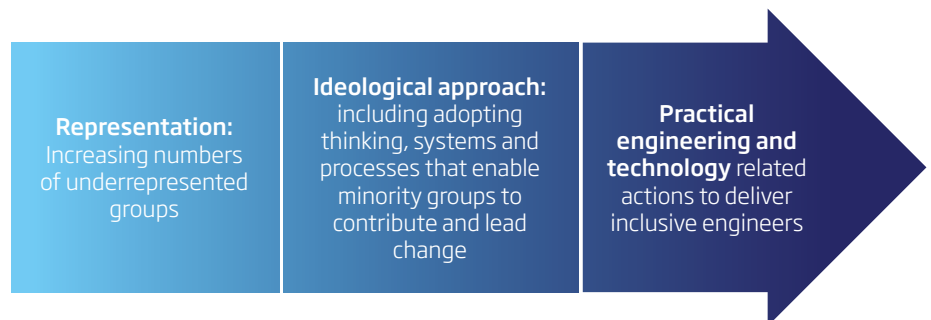 Representation:
Increasing numbers
of underrepresented
groups
Ideological approach:
including adopting
thinking, systems and
processes that enable
minority groups to
contribute and lead
change
Practical
engineering and
technology related
actions to deliver
inclusive engineers